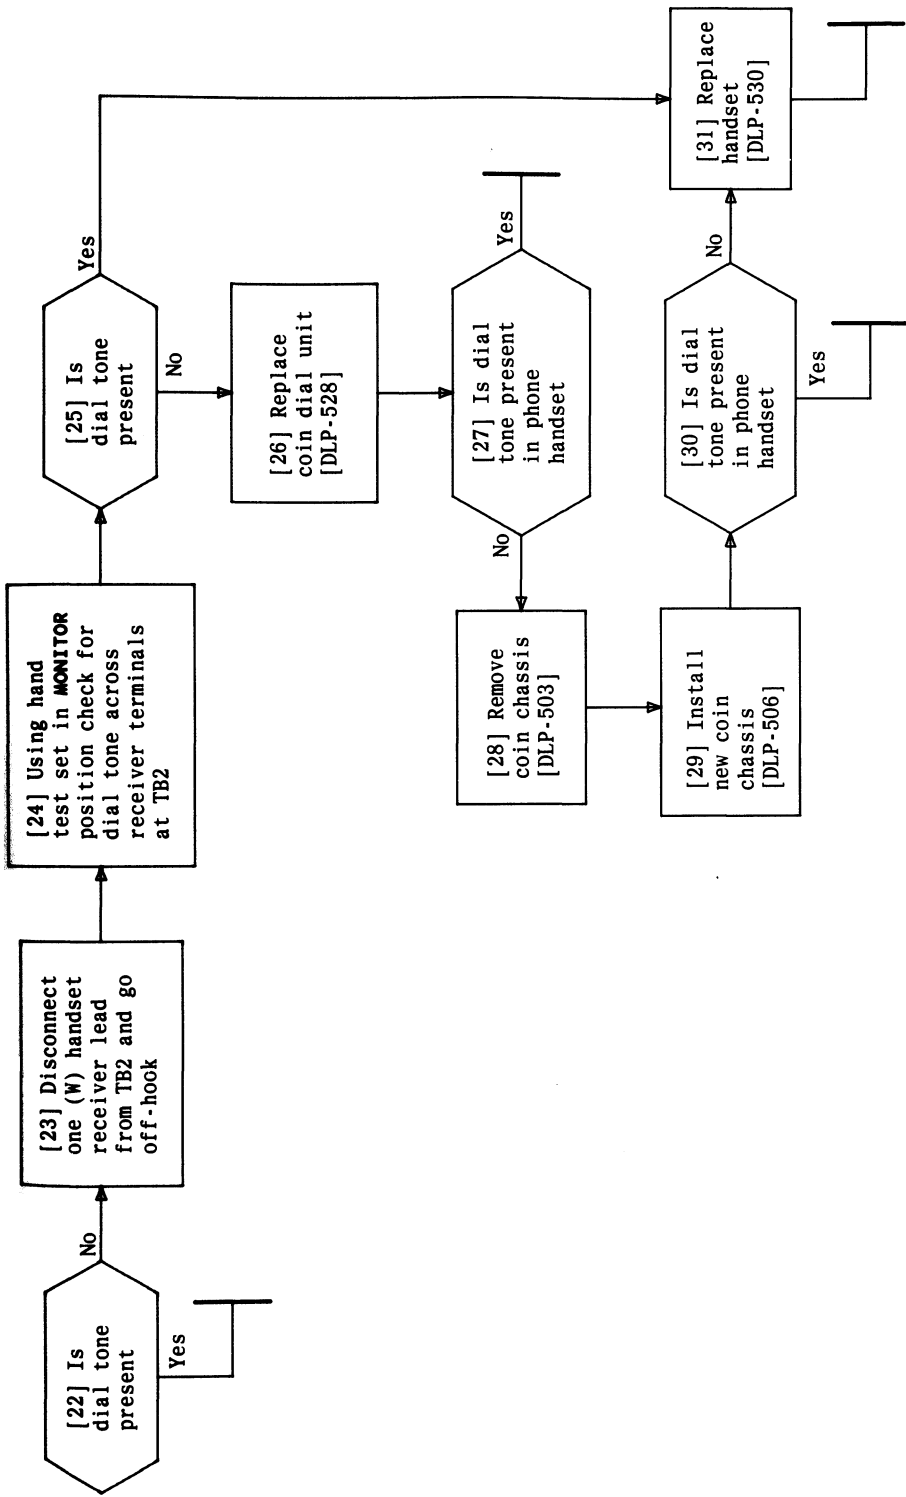 [22] Is
dial tone
present
Yes
No
[23] Disconnect
one (W) handset
receiver lead
from TB2 and go
off-hook
[24] Using hand
test set in MONITOR
position check for
dial tone across
receiver terminals
at TB2
[25] Is
dial tone
present
Yes
No
[26] Replace
coin dial unit
[DLP-528]
[27] Is dial
tone present
in phone
handset
Yes
No
[28] Remove
coin chassis
[DLP-503]
[29] Install
new coin
chassis
[DLP-506]
[30] Is dial
tone present
in phone
handset
Yes
No
[31] Replace
handset
[DLP-530]